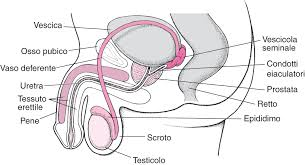 Vescica
Osso pubico
Vaso deferente
Uretra
Tessuto
erettile
Pene
Vescicola
seminale
Condotti
eiaculatori
Prostata
Retto
Epididimo
Scroto
Testicolo